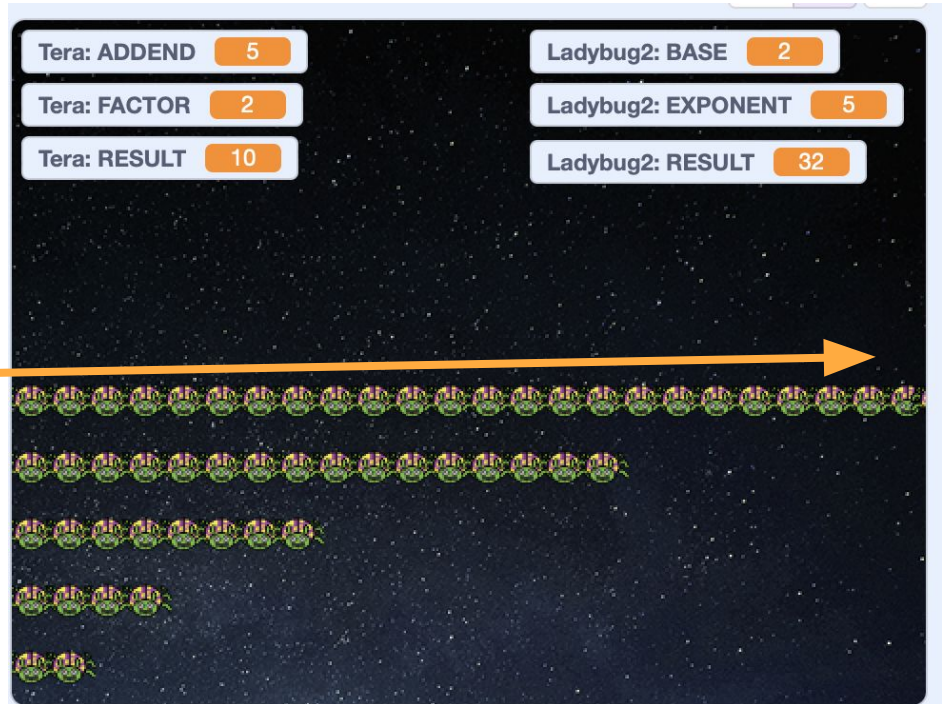 Tera: ADDEND 5
Tera: FACTOR 2
Tera: RESULT 10
Ladybug2: BASE 2
Ladybug2: EXPONENT 5
Ladybug2: RESULT 32